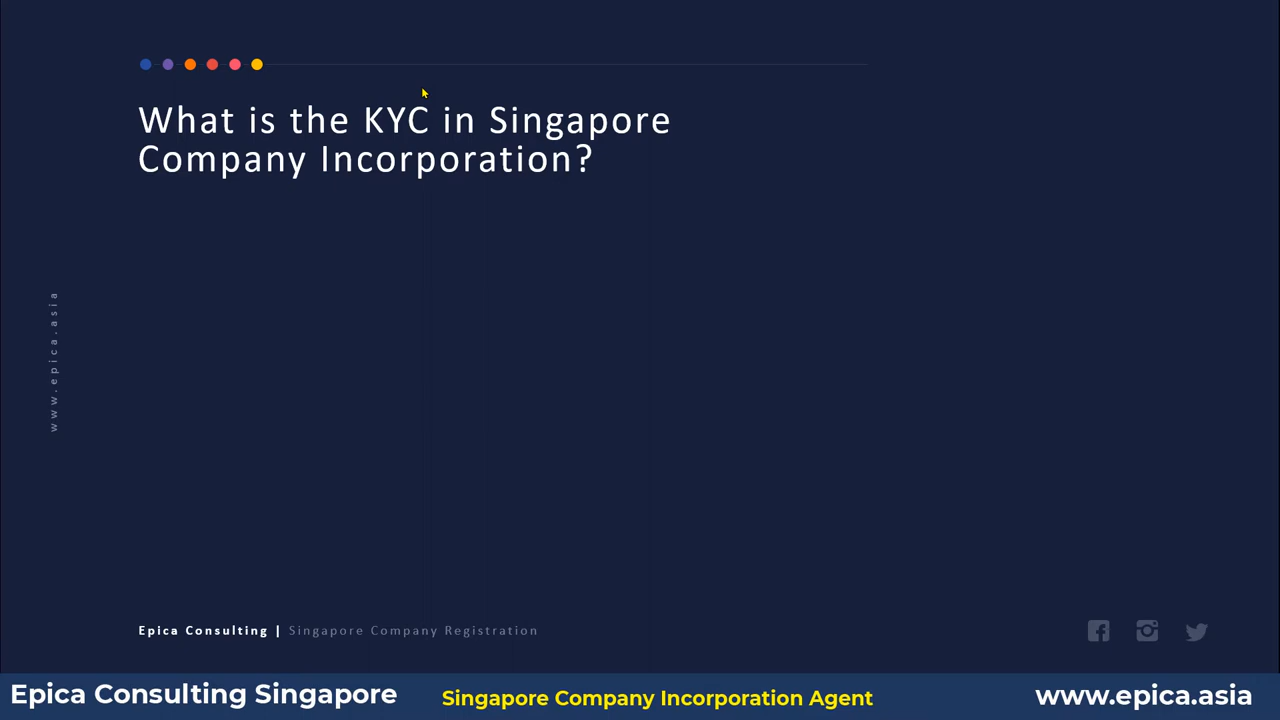 What is the KYC in Singapore
Company Incorporation?
www.epica.asia
Epica Consulting | Singapore Company Registration
Epica Consulting Singapore
Singapore Company Incorporation Agent
www.epica.asia